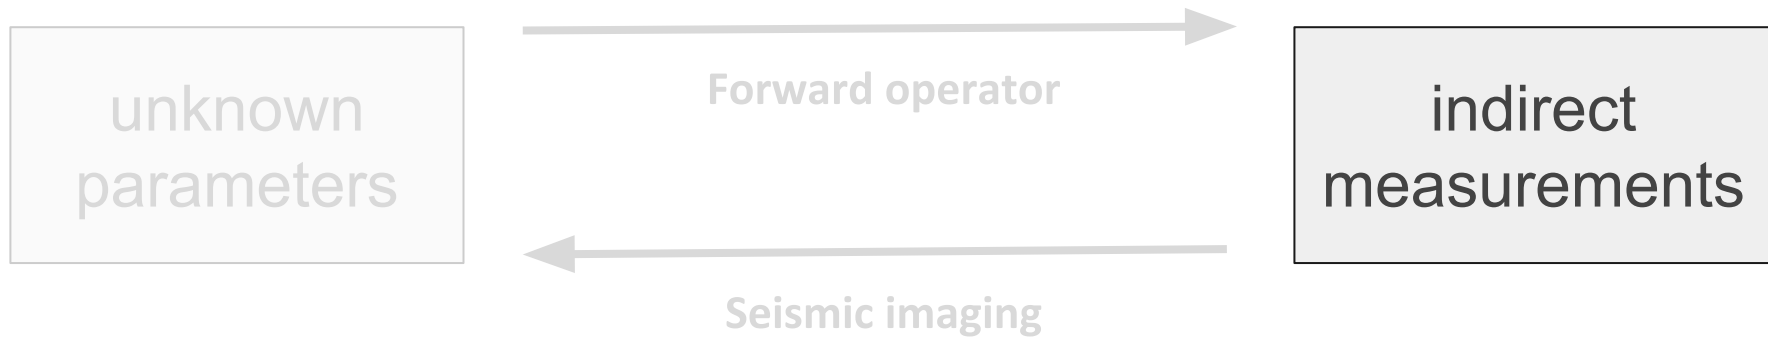 unknown
parameters
Forward operator
indirect
measurements
Seismic imaging